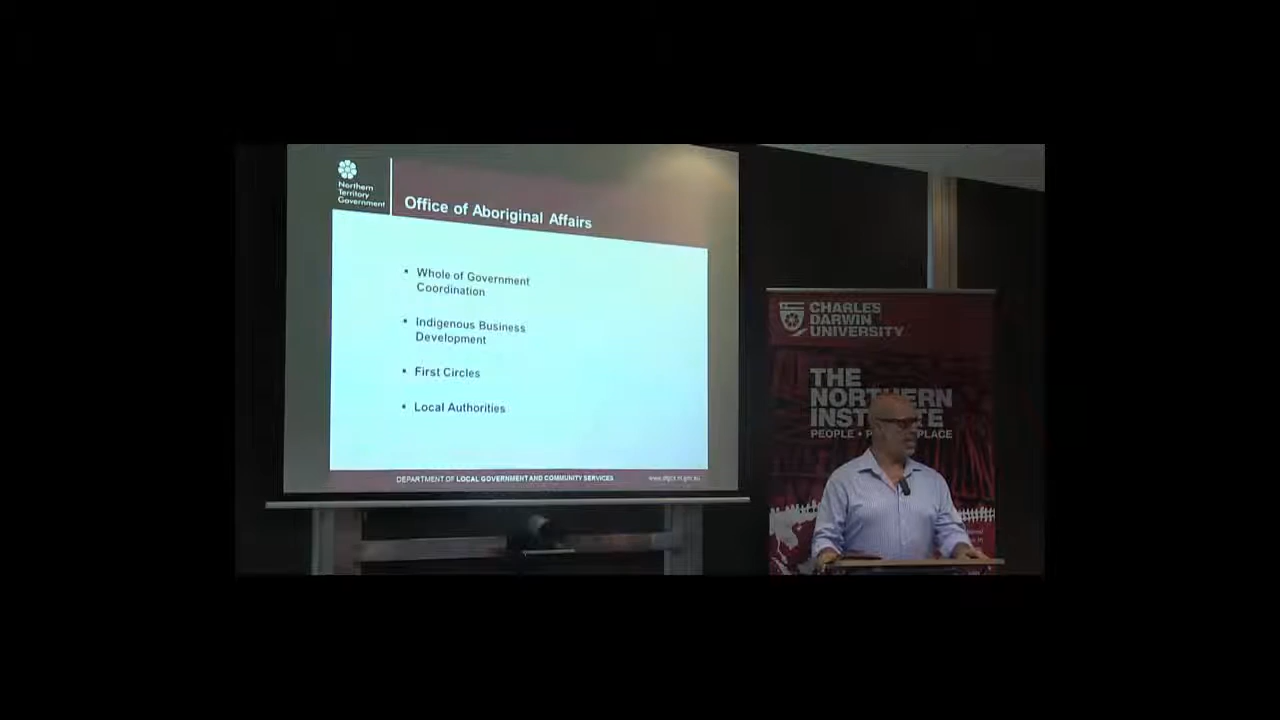 Northern
Territory
Government
Office of Aboriginal Affairs
▪ Whole of Government
Coordination
▪ Indigenous Business
Development
▪ First Circles
▪ Local Authorities
DEPARTMENT OF LOCAL GOVERNMENT AND COMMUNITY SERVICES
CHARLES
DARWIN
UNIVERSITY
THE
NORTHERN
PEOPLE •
PLACE